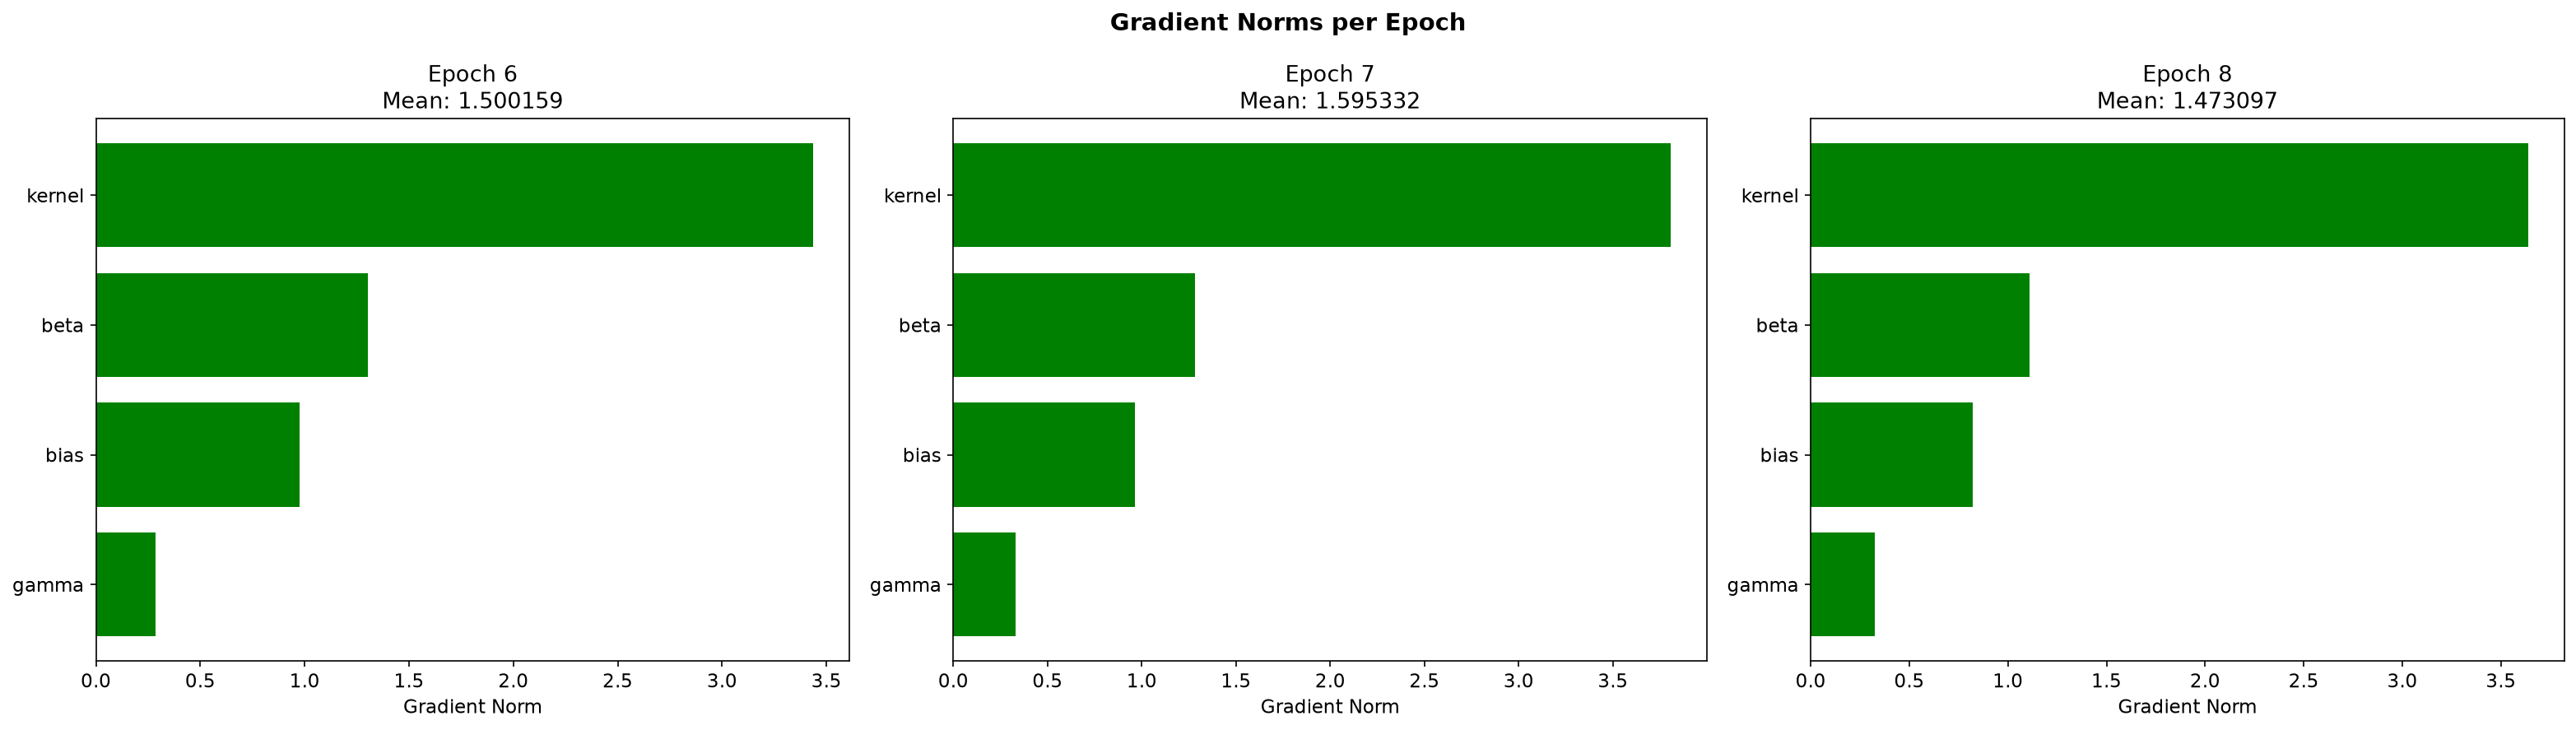 Gradient Norms per Epoch
Epoch 6
Mean: 1.500159
kernel
beta
bias
gamma
0.0 0.5 1.0 1.5 2.0 2.5 3.0 3.5
Gradient Norm
Epoch 7
Mean: 1.595332
kernel
beta
bias
gamma
0.0 0.5 1.0 1.5 2.0 2.5 3.0 3.5
Gradient Norm
Epoch 8
Mean: 1.473097
kernel
beta
bias
gamma
0.0 0.5 1.0 1.5 2.0 2.5 3.0 3.5
Gradient Norm